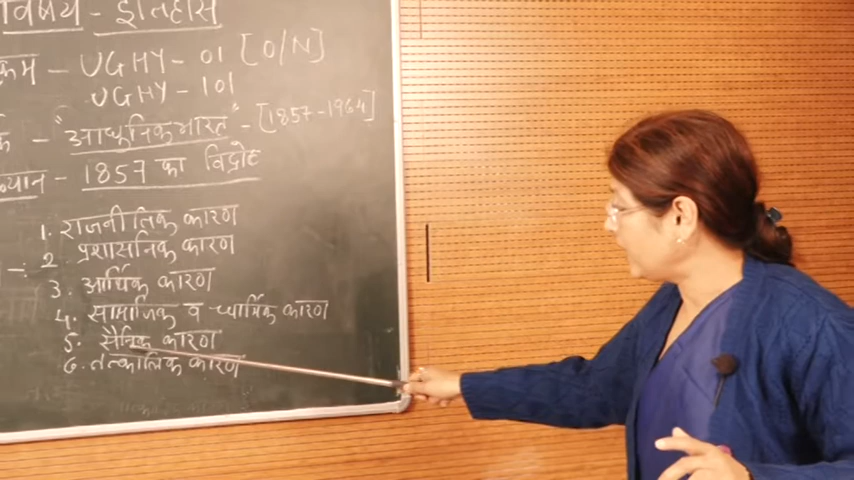 विषय - इतिहास
क्रम - UGHY - 01 [O/N]
UGHY - 101
- "आधुनिक भारत" - [1857-1964]
- 1857 का विद्रोह
1. राजनीतिक कारण
-: 2. प्रशासनिक कारण
3. आर्थिक कारण
4. सामाजिक व धार्मिक कारण
5. सैनिक कारण
6. तत्कालिक कारण